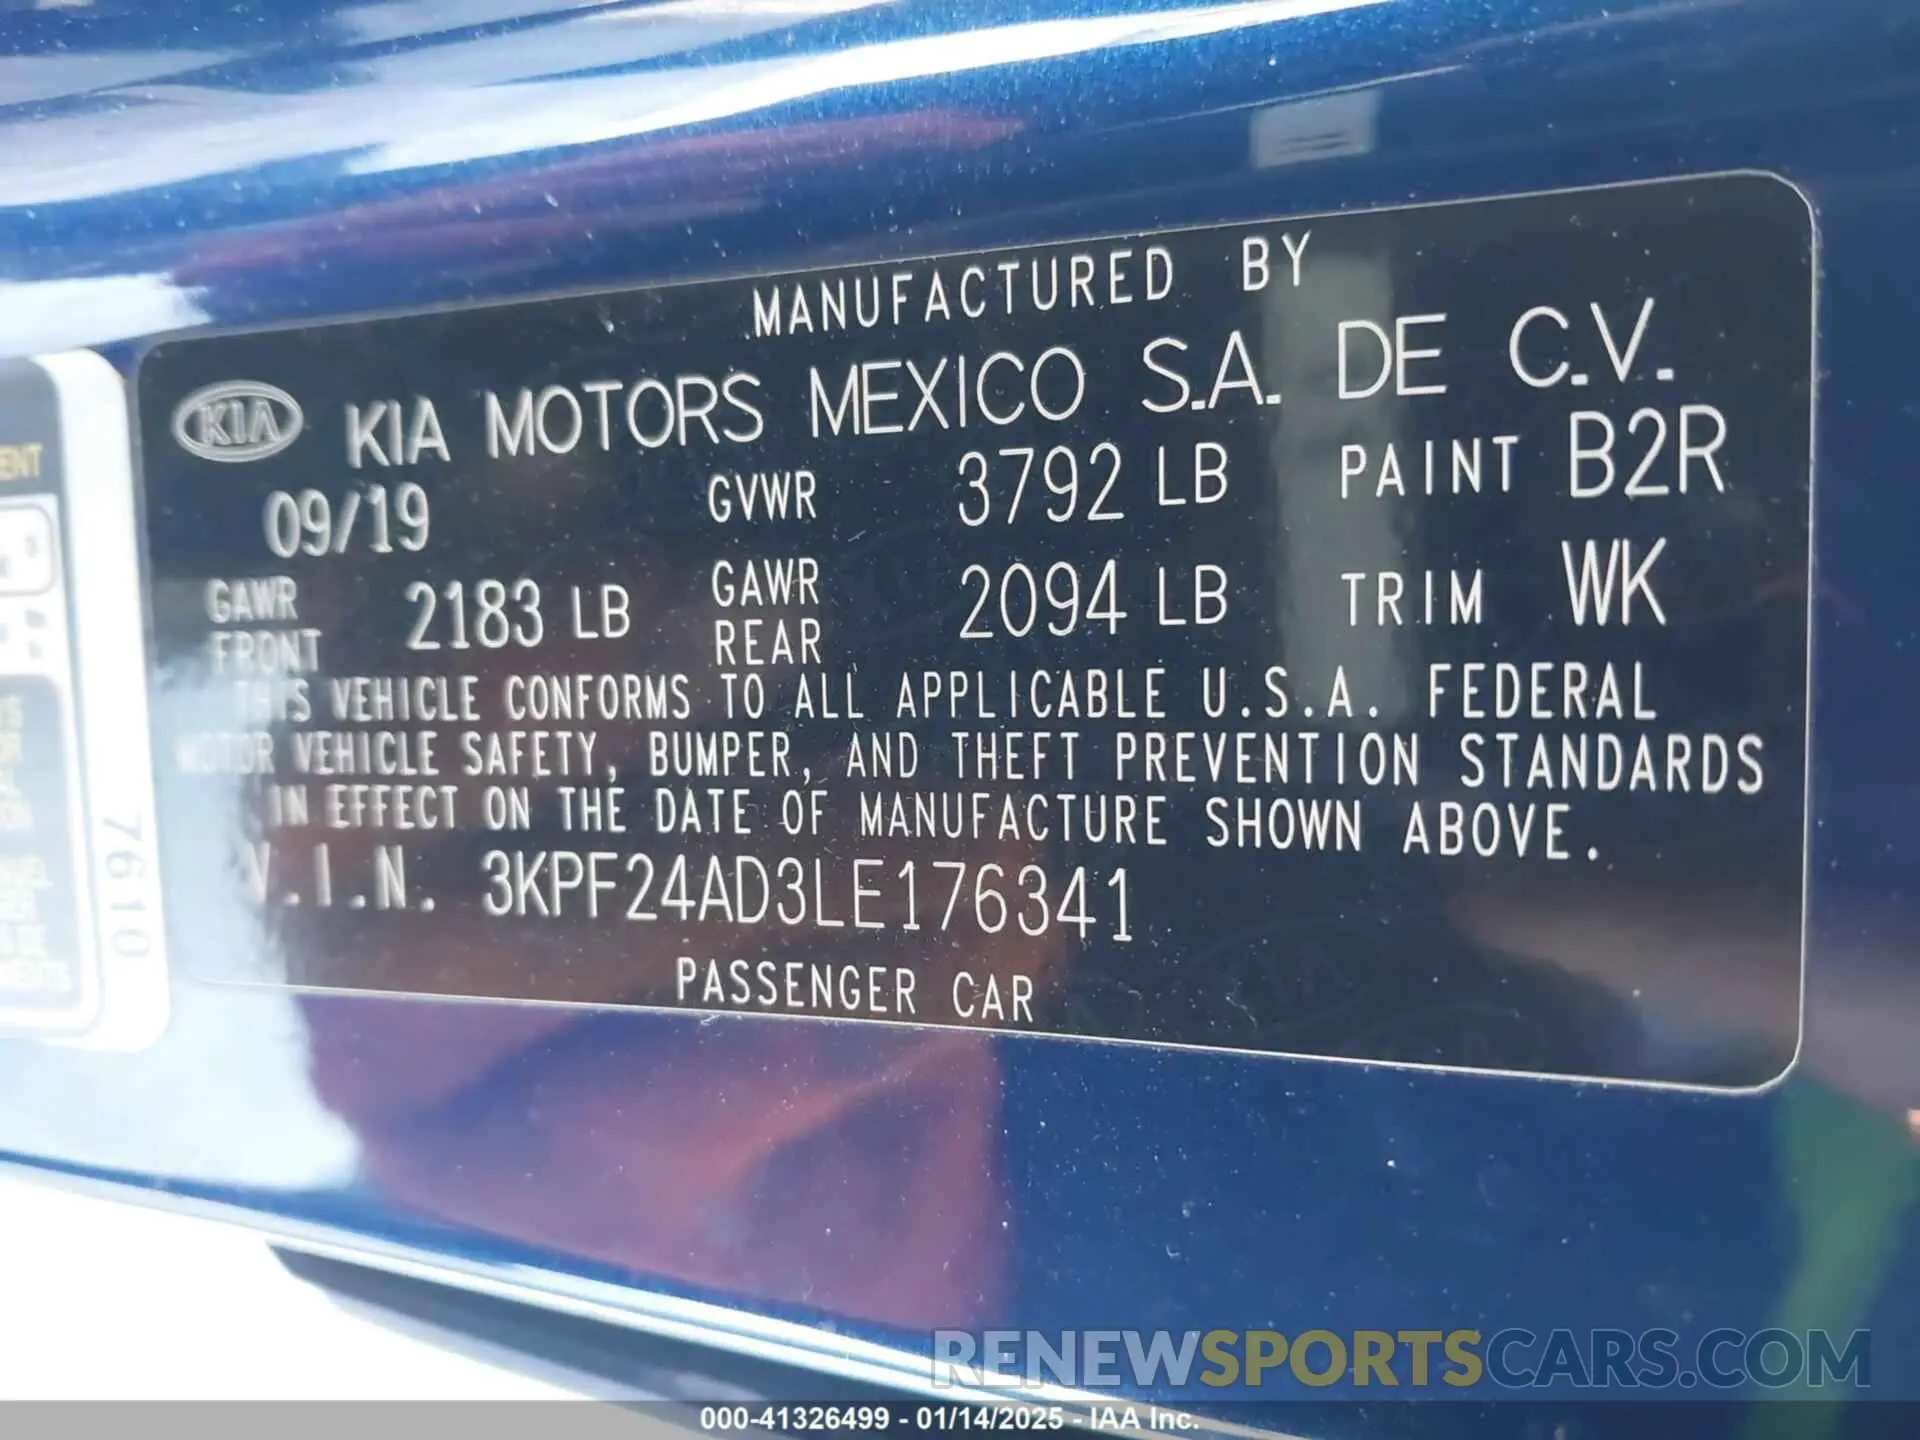 MANUFACTURED BY
KIA KIA MOTORS MEXICO S.A. DE C.V.
09/19 GVWR 3792 LB PAINT B2R
GAWR FRONT 2183 LB GAWR REAR 2094 LB TRIM WK
THIS VEHICLE CONFORMS TO ALL APPLICABLE U.S.A. FEDERAL
MOTOR VEHICLE SAFETY, BUMPER, AND THEFT PREVENTION STANDARDS
IN EFFECT ON THE DATE OF MANUFACTURE SHOWN ABOVE.
V.I.N. 3KPF24AD3LE176341
PASSENGER CAR
7610
RENEWSPORTSCARS.COM
000-41326499 - 01/14/2025 - IAA Inc.